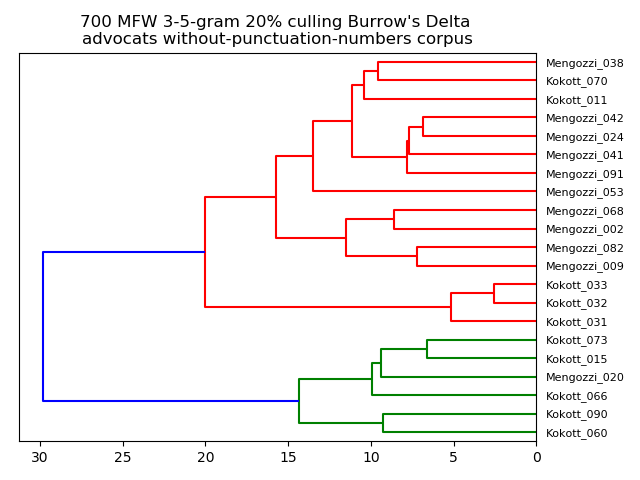 700 MFW 3-5-gram 20% culling Burrow's Delta
advocats without-punctuation-numbers corpus
Mengozzi_038
Kokott_070
Kokott_011
Mengozzi_042
Mengozzi_024
Mengozzi_041
Mengozzi_091
Mengozzi_053
Mengozzi_068
Mengozzi_002
Mengozzi_082
Mengozzi_009
Kokott_033
Kokott_032
Kokott_031
Kokott_073
Kokott_015
Mengozzi_020
Kokott_066
Kokott_090
Kokott_060
30 25 20 15 10 5 0